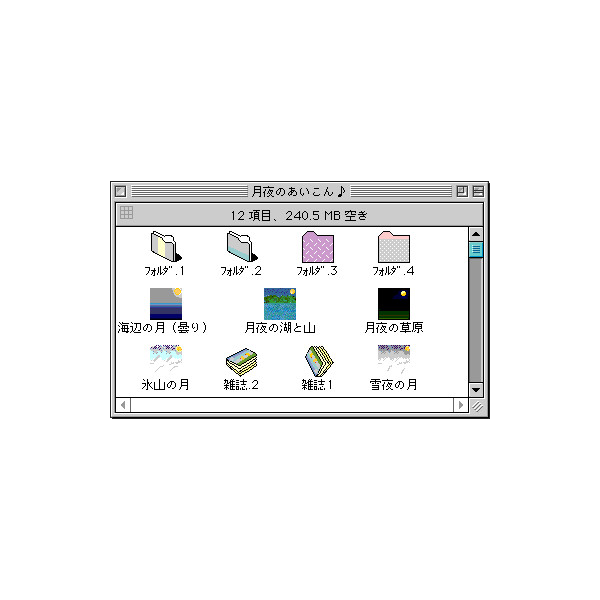 月夜のあいこん♪
12 項目、240.5 MB 空き
ﾌｫﾙﾀﾞ.1 ﾌｫﾙﾀﾞ.2 ﾌｫﾙﾀﾞ.3 ﾌｫﾙﾀﾞ.4
海辺の月（曇り） 月夜の湖と山 月夜の草原
氷山の月 雑誌.2 雑誌1 雪夜の月